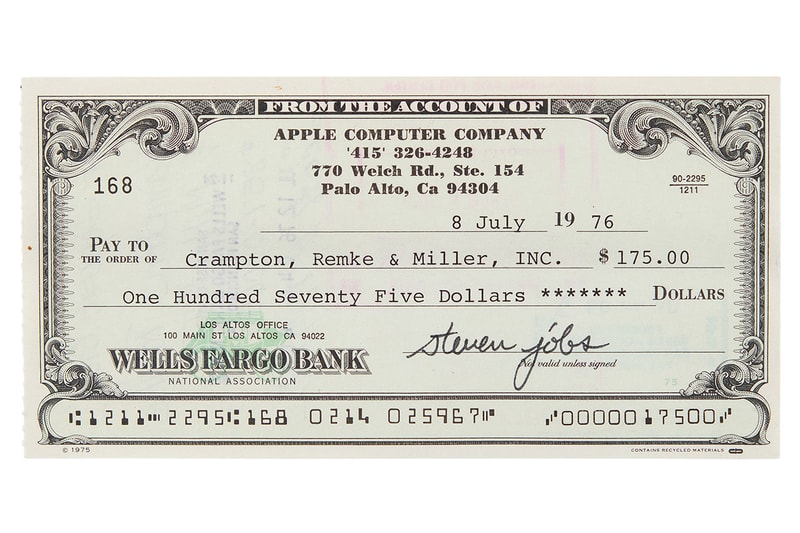 FROM THE ACCOUNT OF
APPLE COMPUTER COMPANY
'415' 326-4248
770 Welch Rd., Ste. 154
Palo Alto, Ca 94304
168
90-2295
1211
8 July 19 76
PAY TO
THE ORDER OF Crampton, Remke & Miller, INC. $ 175.00
One Hundred Seventy Five Dollars ******* DOLLARS
LOS ALTOS OFFICE
100 MAIN ST LOS ALTOS CA 94022
WELLS FARGO BANK
NATIONAL ASSOCIATION
steven jobs
Not valid unless signed
75
⑆1211⑉2295⑆168 0214 025967⑈ ⑇0000017500⑇
© 1975
CONTAINS RECYCLED MATERIALS